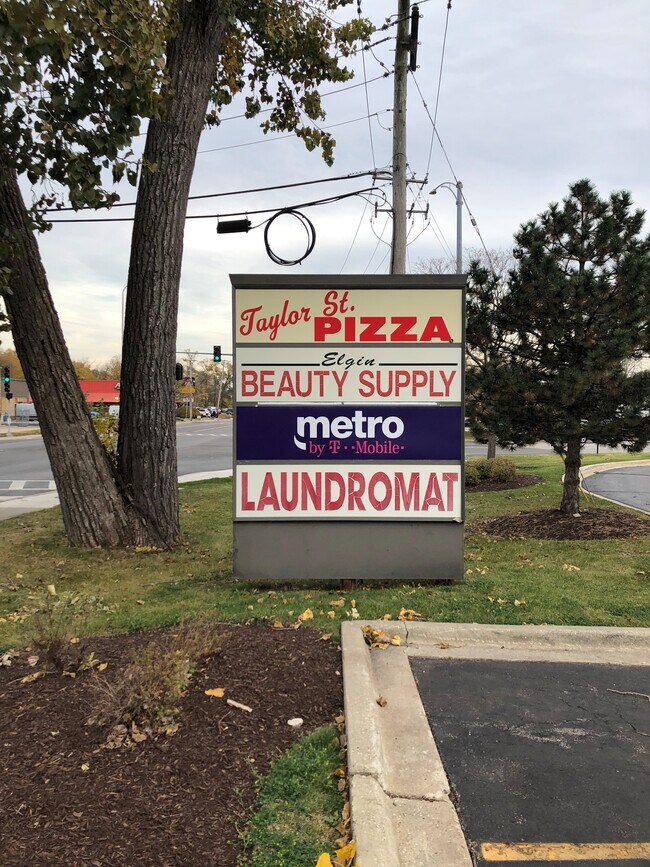 Taylor St.
PIZZA
Elgin
BEAUTY SUPPLY
metro
by T-Mobile
LAUNDROMAT